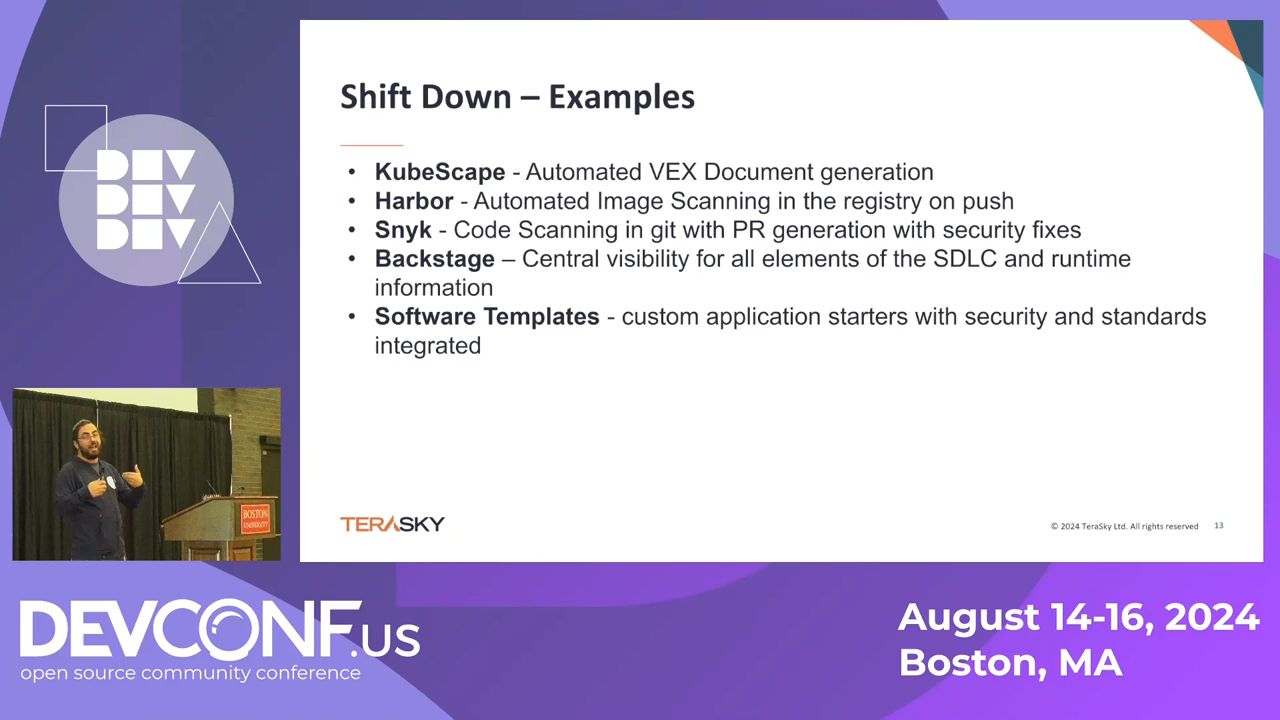 DEV
DEV
DEV
Shift Down – Examples
• KubeScape - Automated VEX Document generation
• Harbor - Automated Image Scanning in the registry on push
• Snyk - Code Scanning in git with PR generation with security fixes
• Backstage – Central visibility for all elements of the SDLC and runtime
information
• Software Templates - custom application starters with security and standards
integrated
TERASKY
© 2024 TeraSky Ltd. All rights reserved 13
BOSTON
UNIVERSITY
DEVCONF.US
open source community conference
August 14-16, 2024
Boston, MA